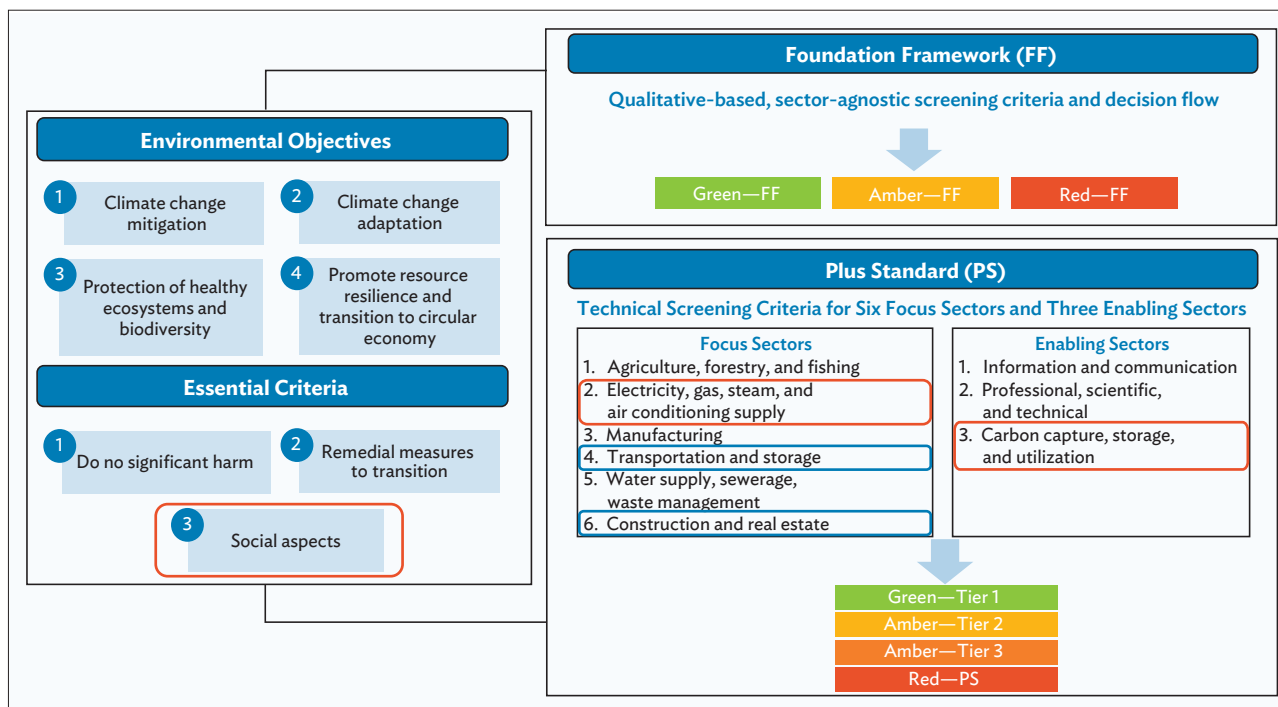 Foundation Framework (FF)
Qualitative-based, sector-agnostic screening criteria and decision flow
Green—FF
Amber—FF
Red—FF
Environmental Objectives
1
Climate change
mitigation
2
Climate change
adaptation
3
Protection of healthy
ecosystems and
biodiversity
4
Promote resource
resilience and
transition to circular
economy
Essential Criteria
1
Do no significant harm
2
Remedial measures
to transition
3
Social aspects
Plus Standard (PS)
Technical Screening Criteria for Six Focus Sectors and Three Enabling Sectors
Focus Sectors
1. Agriculture, forestry, and fishing
2. Electricity, gas, steam, and
air conditioning supply
3. Manufacturing
4. Transportation and storage
5. Water supply, sewerage,
waste management
6. Construction and real estate
Enabling Sectors
1. Information and communication
2. Professional, scientific,
and technical
3. Carbon capture, storage,
and utilization
Green—Tier 1
Amber—Tier 2
Amber—Tier 3
Red—PS